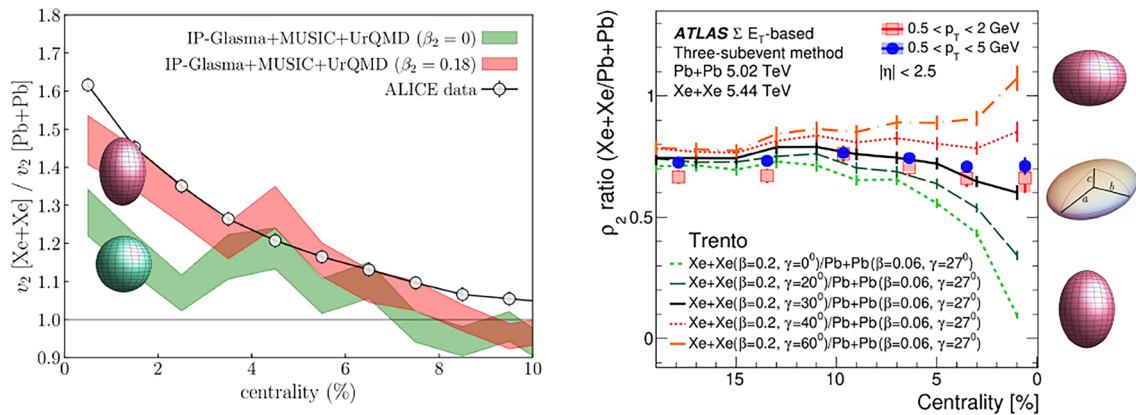 IP-Glasma+MUSIC+UrQMD (β₂ = 0)
IP-Glasma+MUSIC+UrQMD (β₂ = 0.18)
ALICE data
v₂ [Xe+Xe] / v₂ [Pb+Pb]
1.8
1.7
1.6
1.5
1.4
1.3
1.2
1.1
1.0
0.9
0 2 4 6 8 10
centrality (%)
ATLAS Σ E_T-based
Three-subevent method
Pb+Pb 5.02 TeV
Xe+Xe 5.44 TeV
0.5 < p_T < 2 GeV
0.5 < p_T < 5 GeV
|η| < 2.5
ρ₂ ratio (Xe+Xe/Pb+Pb)
1
0.5
0
Trento
Xe+Xe(β=0.2, γ=0⁰)/Pb+Pb(β=0.06, γ=27⁰)
Xe+Xe(β=0.2, γ=20⁰)/Pb+Pb(β=0.06, γ=27⁰)
Xe+Xe(β=0.2, γ=30⁰)/Pb+Pb(β=0.06, γ=27⁰)
Xe+Xe(β=0.2, γ=40⁰)/Pb+Pb(β=0.06, γ=27⁰)
Xe+Xe(β=0.2, γ=60⁰)/Pb+Pb(β=0.06, γ=27⁰)
15 10 5 0
Centrality [%]
c
a
b